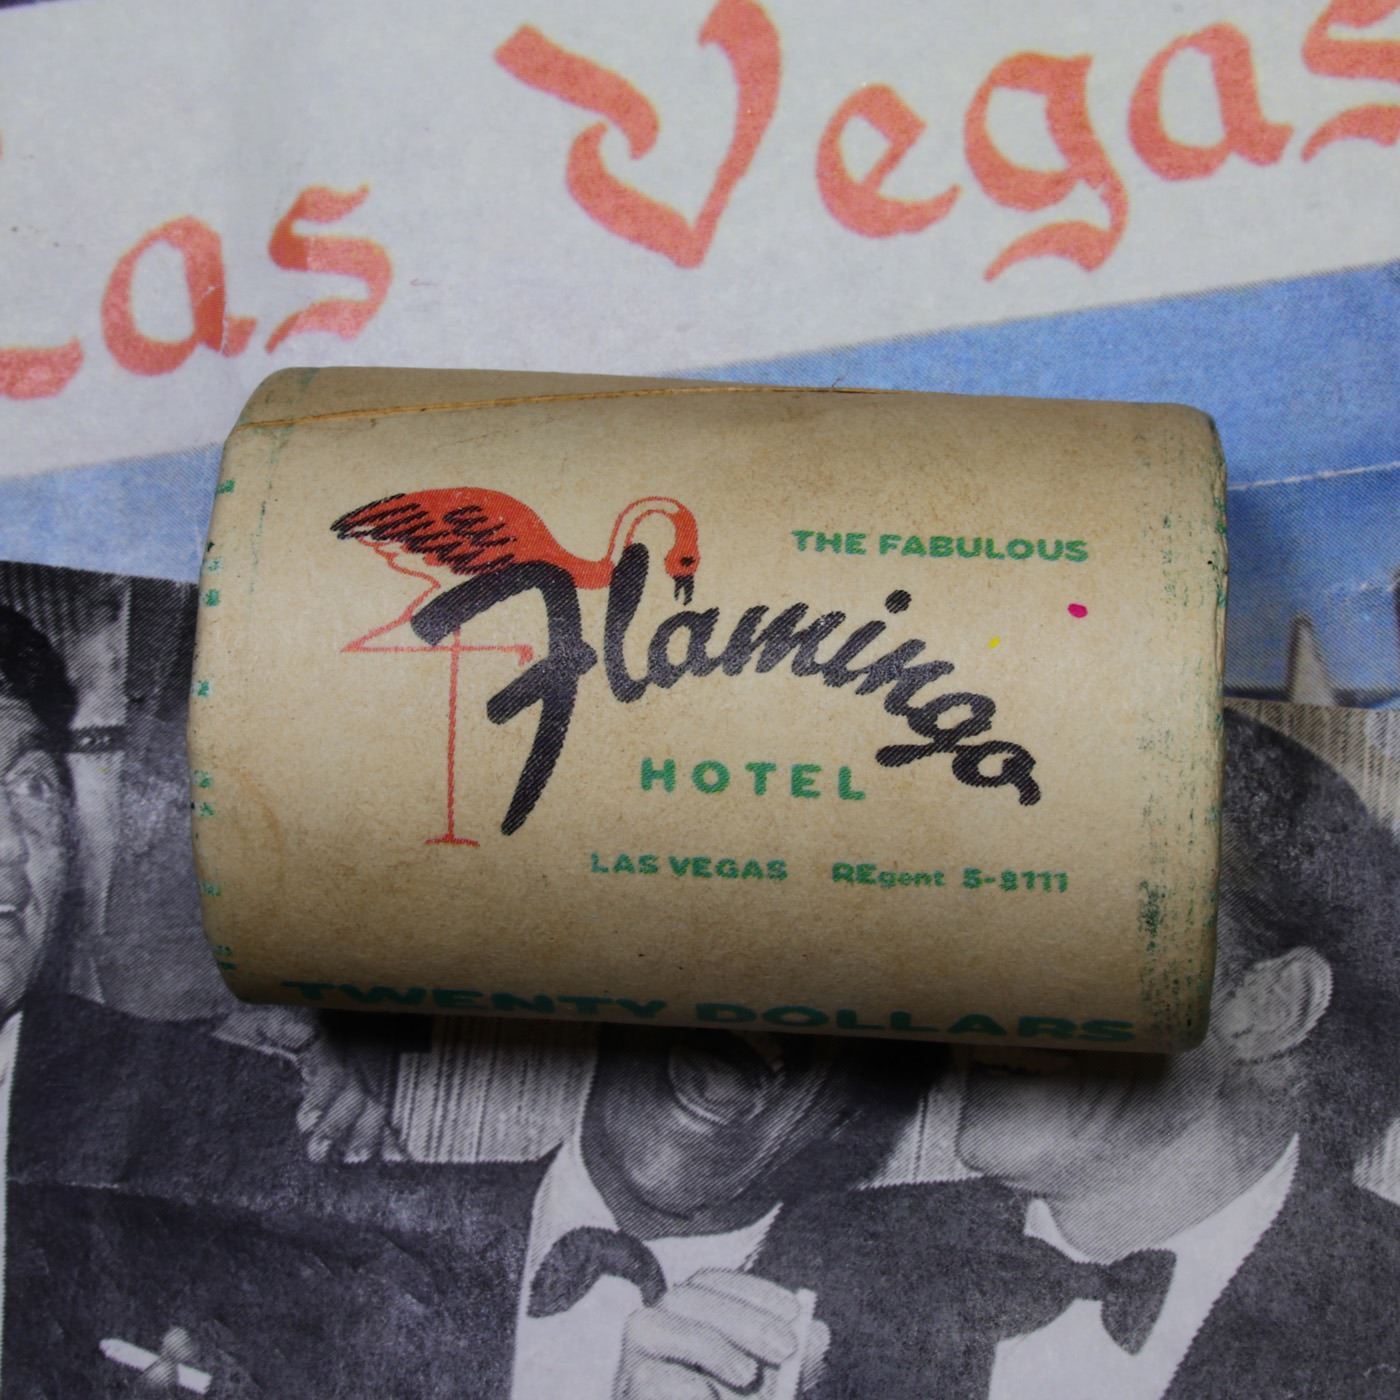 Las Vegas
THE FABULOUS
Flamingo
HOTEL
LAS VEGAS REgent 5-8111
TWENTY DOLLARS